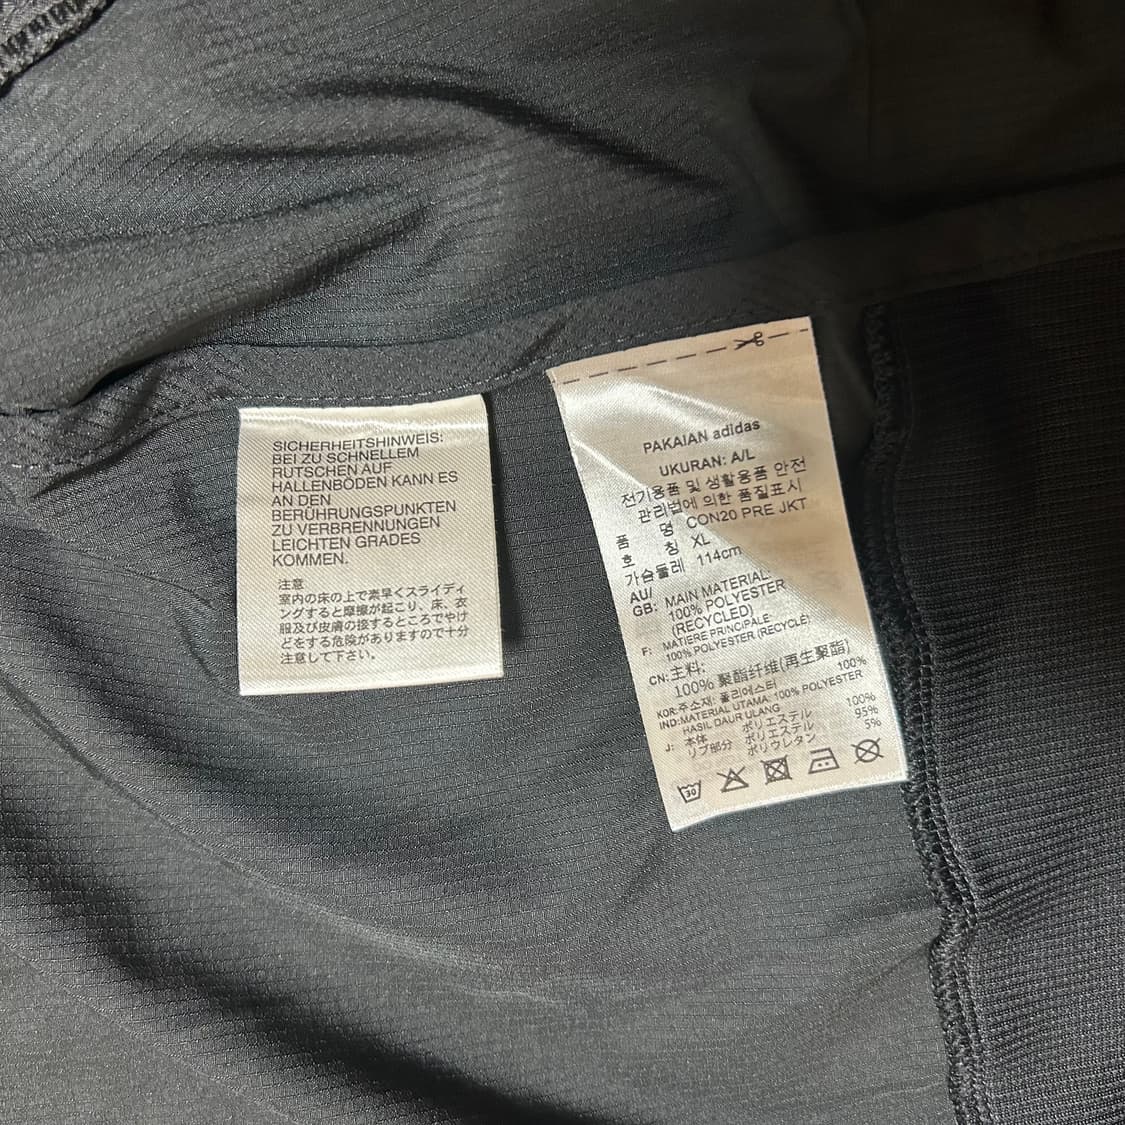 SICHERHEITSHINWEIS:
BEI ZU SCHNELLEM
RUTSCHEN AUF
HALLENBÖDEN KANN ES
AN DEN
BERÜHRUNGSPUNKTEN
ZU VERBRENNUNGEN
LEICHTEN GRADES
KOMMEN.
注意
室内の床の上で素早くスライディ
ングすると摩擦が起こり、床、衣
服及び皮膚の接するところでやけ
どをする危険がありますので十分
注意して下さい。
PAKAIAN adidas
UKURAN: A/L
전기용품 및 생활용품 안전
관리법에 의한 품질표시
품 명 CON20 PRE JKT
호 칭 XL
가슴둘레 114cm
AU/
GB: MAIN MATERIAL:
100% POLYESTER
(RECYCLED)
F: MATIERE PRINCIPALE:
100% POLYESTER (RECYCLÉ)
CN: 主料:
100% 聚酯纤维(再生聚酯)
KOR: 주소재: 폴리에스터 100%
IND: MATERIAL UTAMA: 100% POLYESTER
HASIL DAUR ULANG
J: 本体 ポリエステル 100%
リブ部分 ポリエステル 95%
ポリウレタン 5%
30